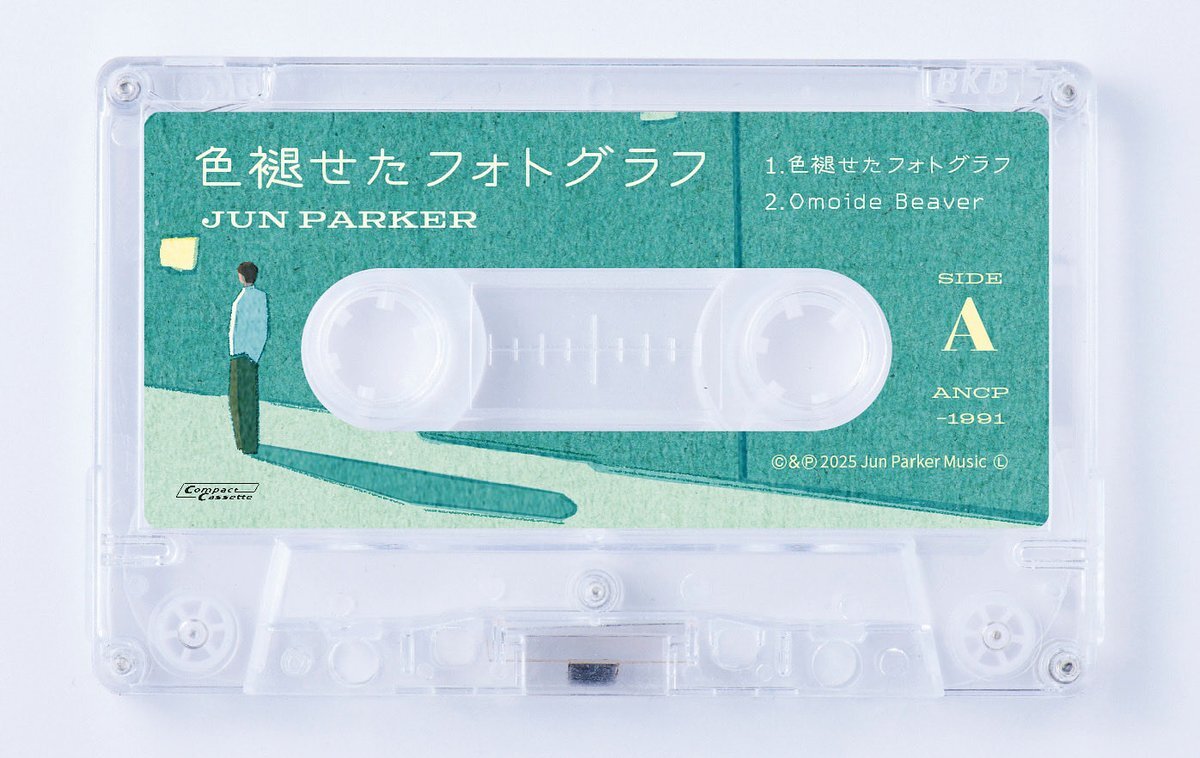 BKB
色褪せたフォトグラフ
JUN PARKER
1.色褪せたフォトグラフ
2.Omoide Beaver
SIDE
A
ANCP
-1991
©&℗ 2025 Jun Parker Music Ⓛ
Compact
Cassette